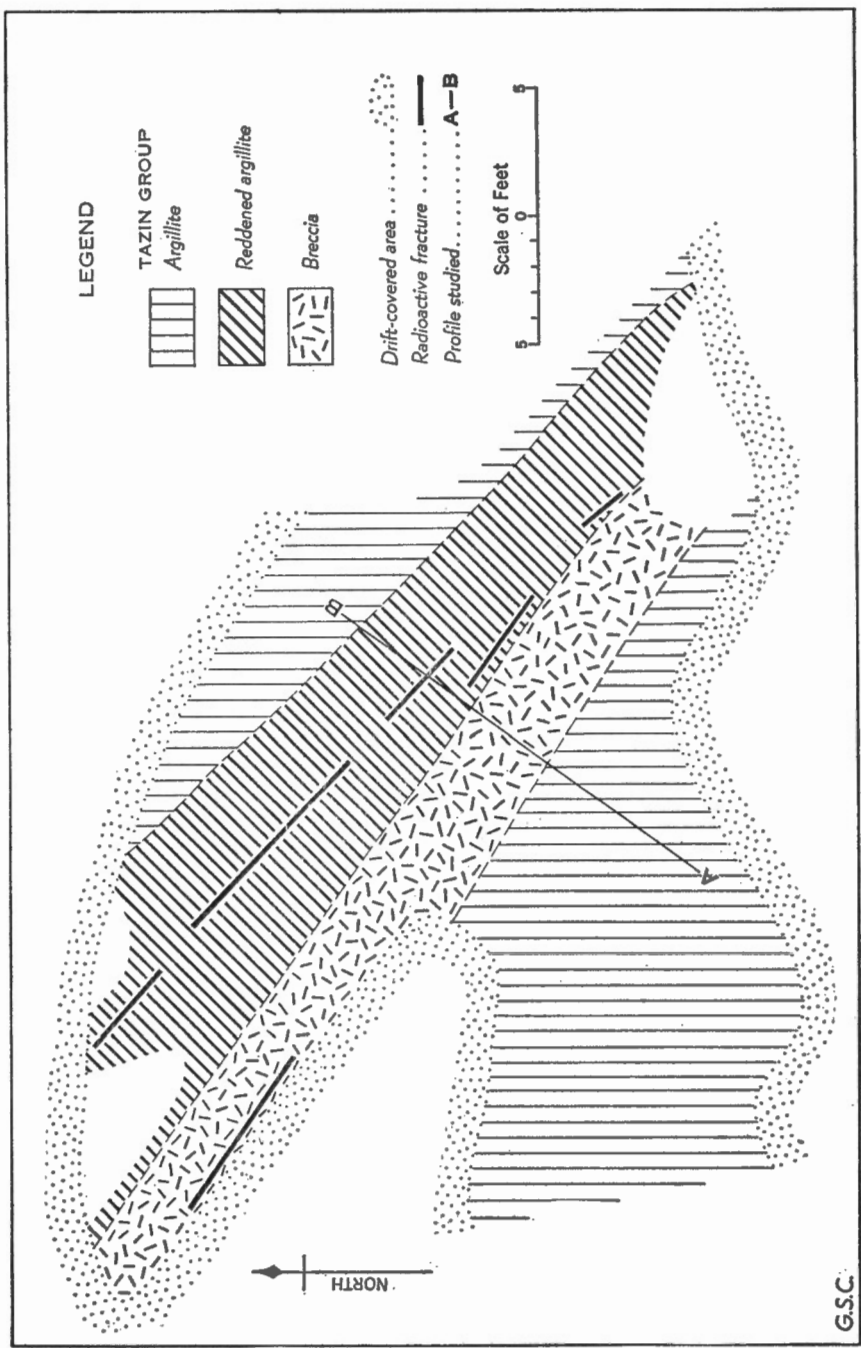 LEGEND
TAZIN GROUP
Argillite
Reddened argillite
Breccia
Drift-covered area
Radioactive fracture
Profile studied A—B
Scale of Feet
5 0 5
B
A
NORTH
G.S.C.